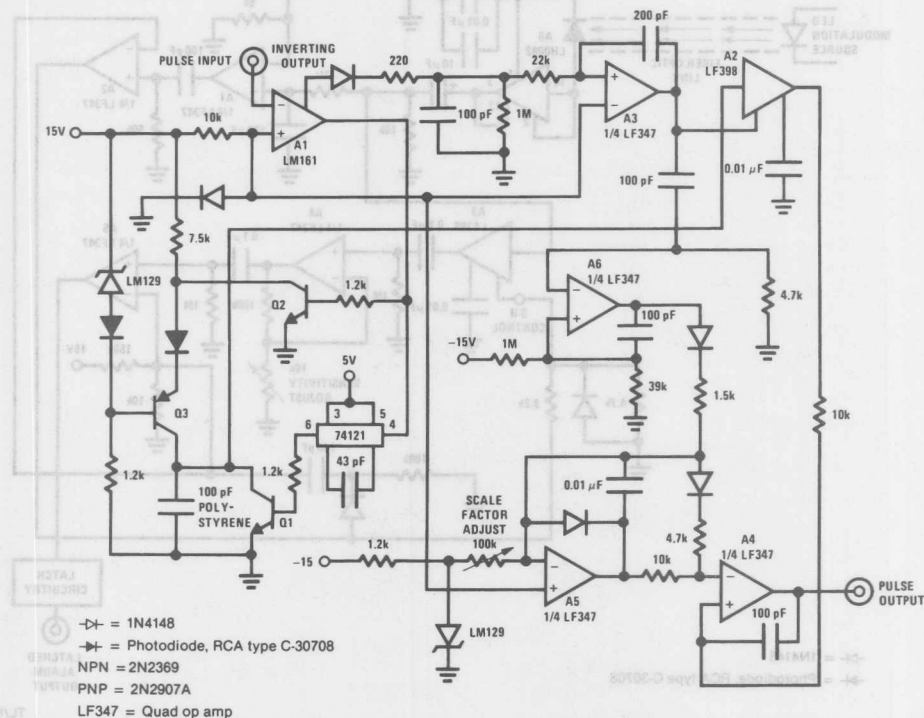 PULSE INPUT
INVERTING
OUTPUT
220
22k
200 pF
A2
LF398
15V
10k
100 pF
1M
A1
LM161
A3
1/4 LF347
0.01 μF
100 pF
7.5k
LM129
Q2
1.2k
A6
1/4 LF347
100 pF
4.7k
-15V
1M
5V
39k
1.5k
10k
Q3
3
5
6
74121
4
43 pF
1.2k
1.2k
100 pF
POLY-
STYRENE
Q1
0.01 μF
SCALE
FACTOR
ADJUST
4.7k
-15
1.2k
100k
10k
A4
1/4 LF347
A5
1/4 LF347
100 pF
PULSE
OUTPUT
LM129
= 1N4148
= Photodiode, RCA type C-30708
NPN = 2N2369
PNP = 2N2907A
LF347 = Quad op amp